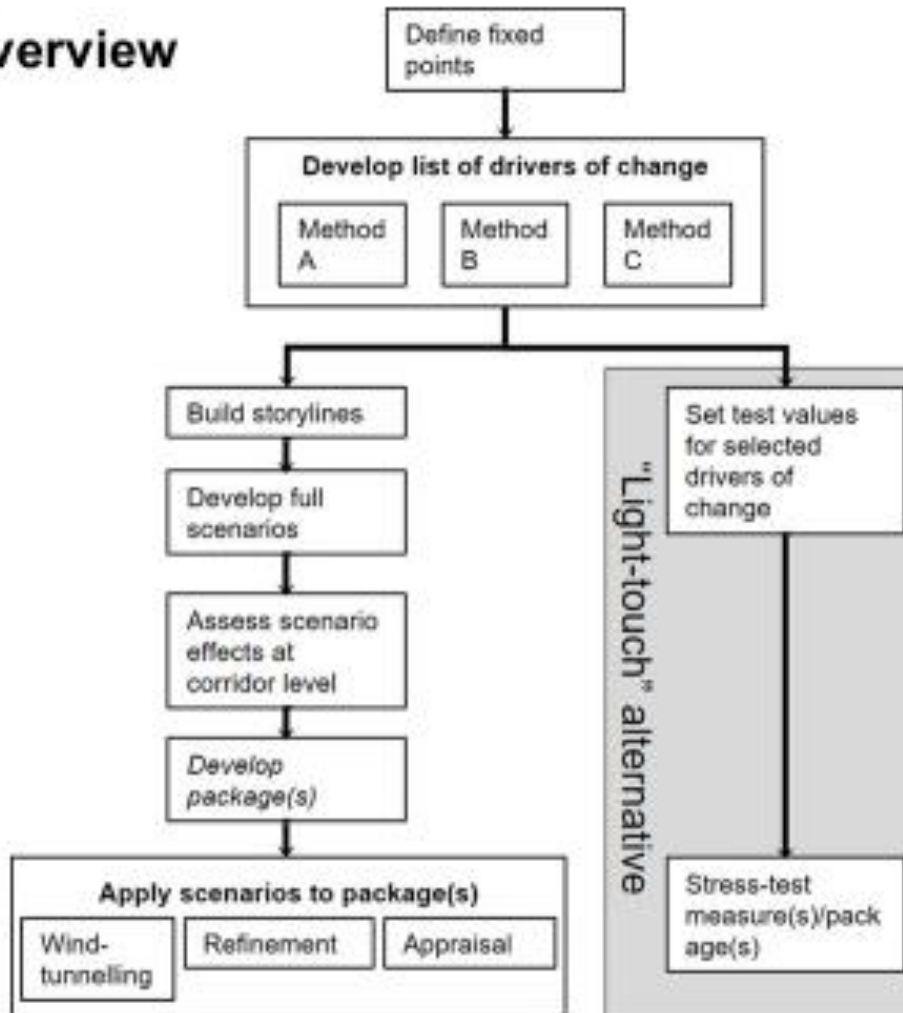 verview
Define fixed
points
Develop list of drivers of change
Method
A
Method
B
Method
C
Build storylines
Develop full
scenarios
Assess scenario
effects at
corridor level
Develop
package(s)
Apply scenarios to package(s)
Wind-
tunnelling
Refinement
Appraisal
"Light-touch" alternative
Set test values
for selected
drivers of
change
Stress-test
measure(s)/pack
age(s)